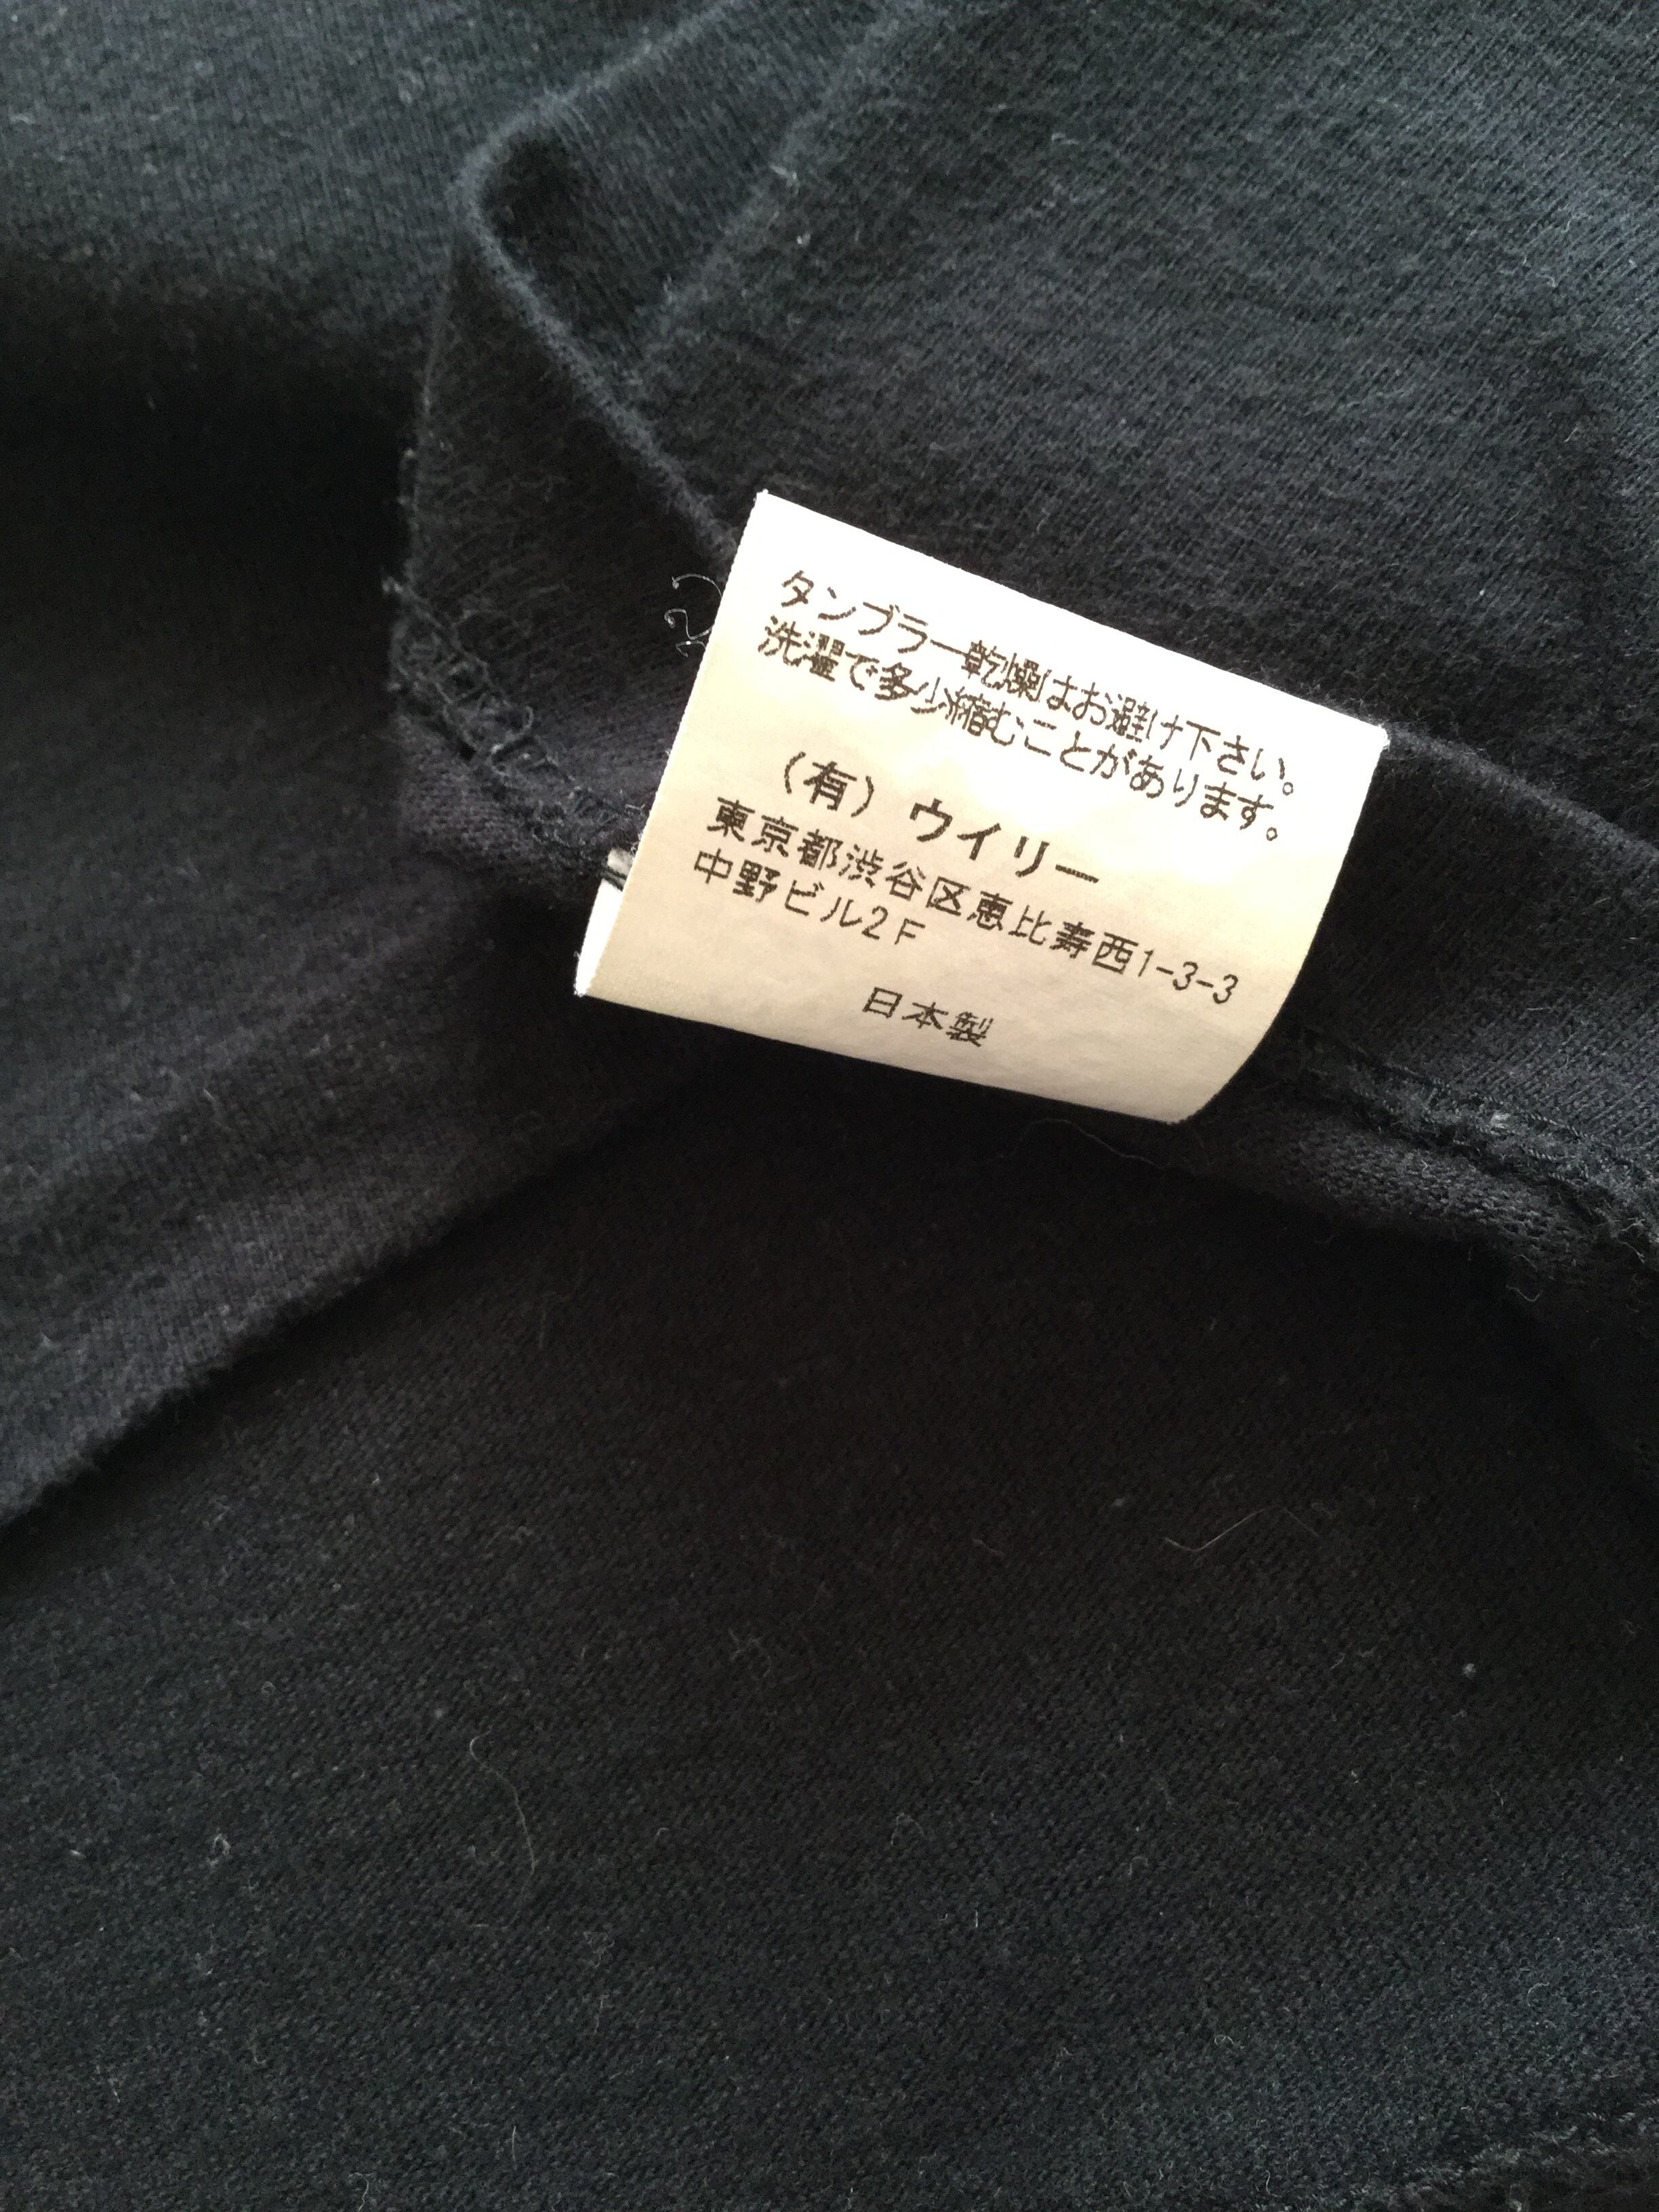 タンブラー乾燥はお避け下さい。
洗濯で多少縮むことがあります。
（有）ウイリー
東京都渋谷区恵比寿西1-3-3
中野ビル2F
日本製